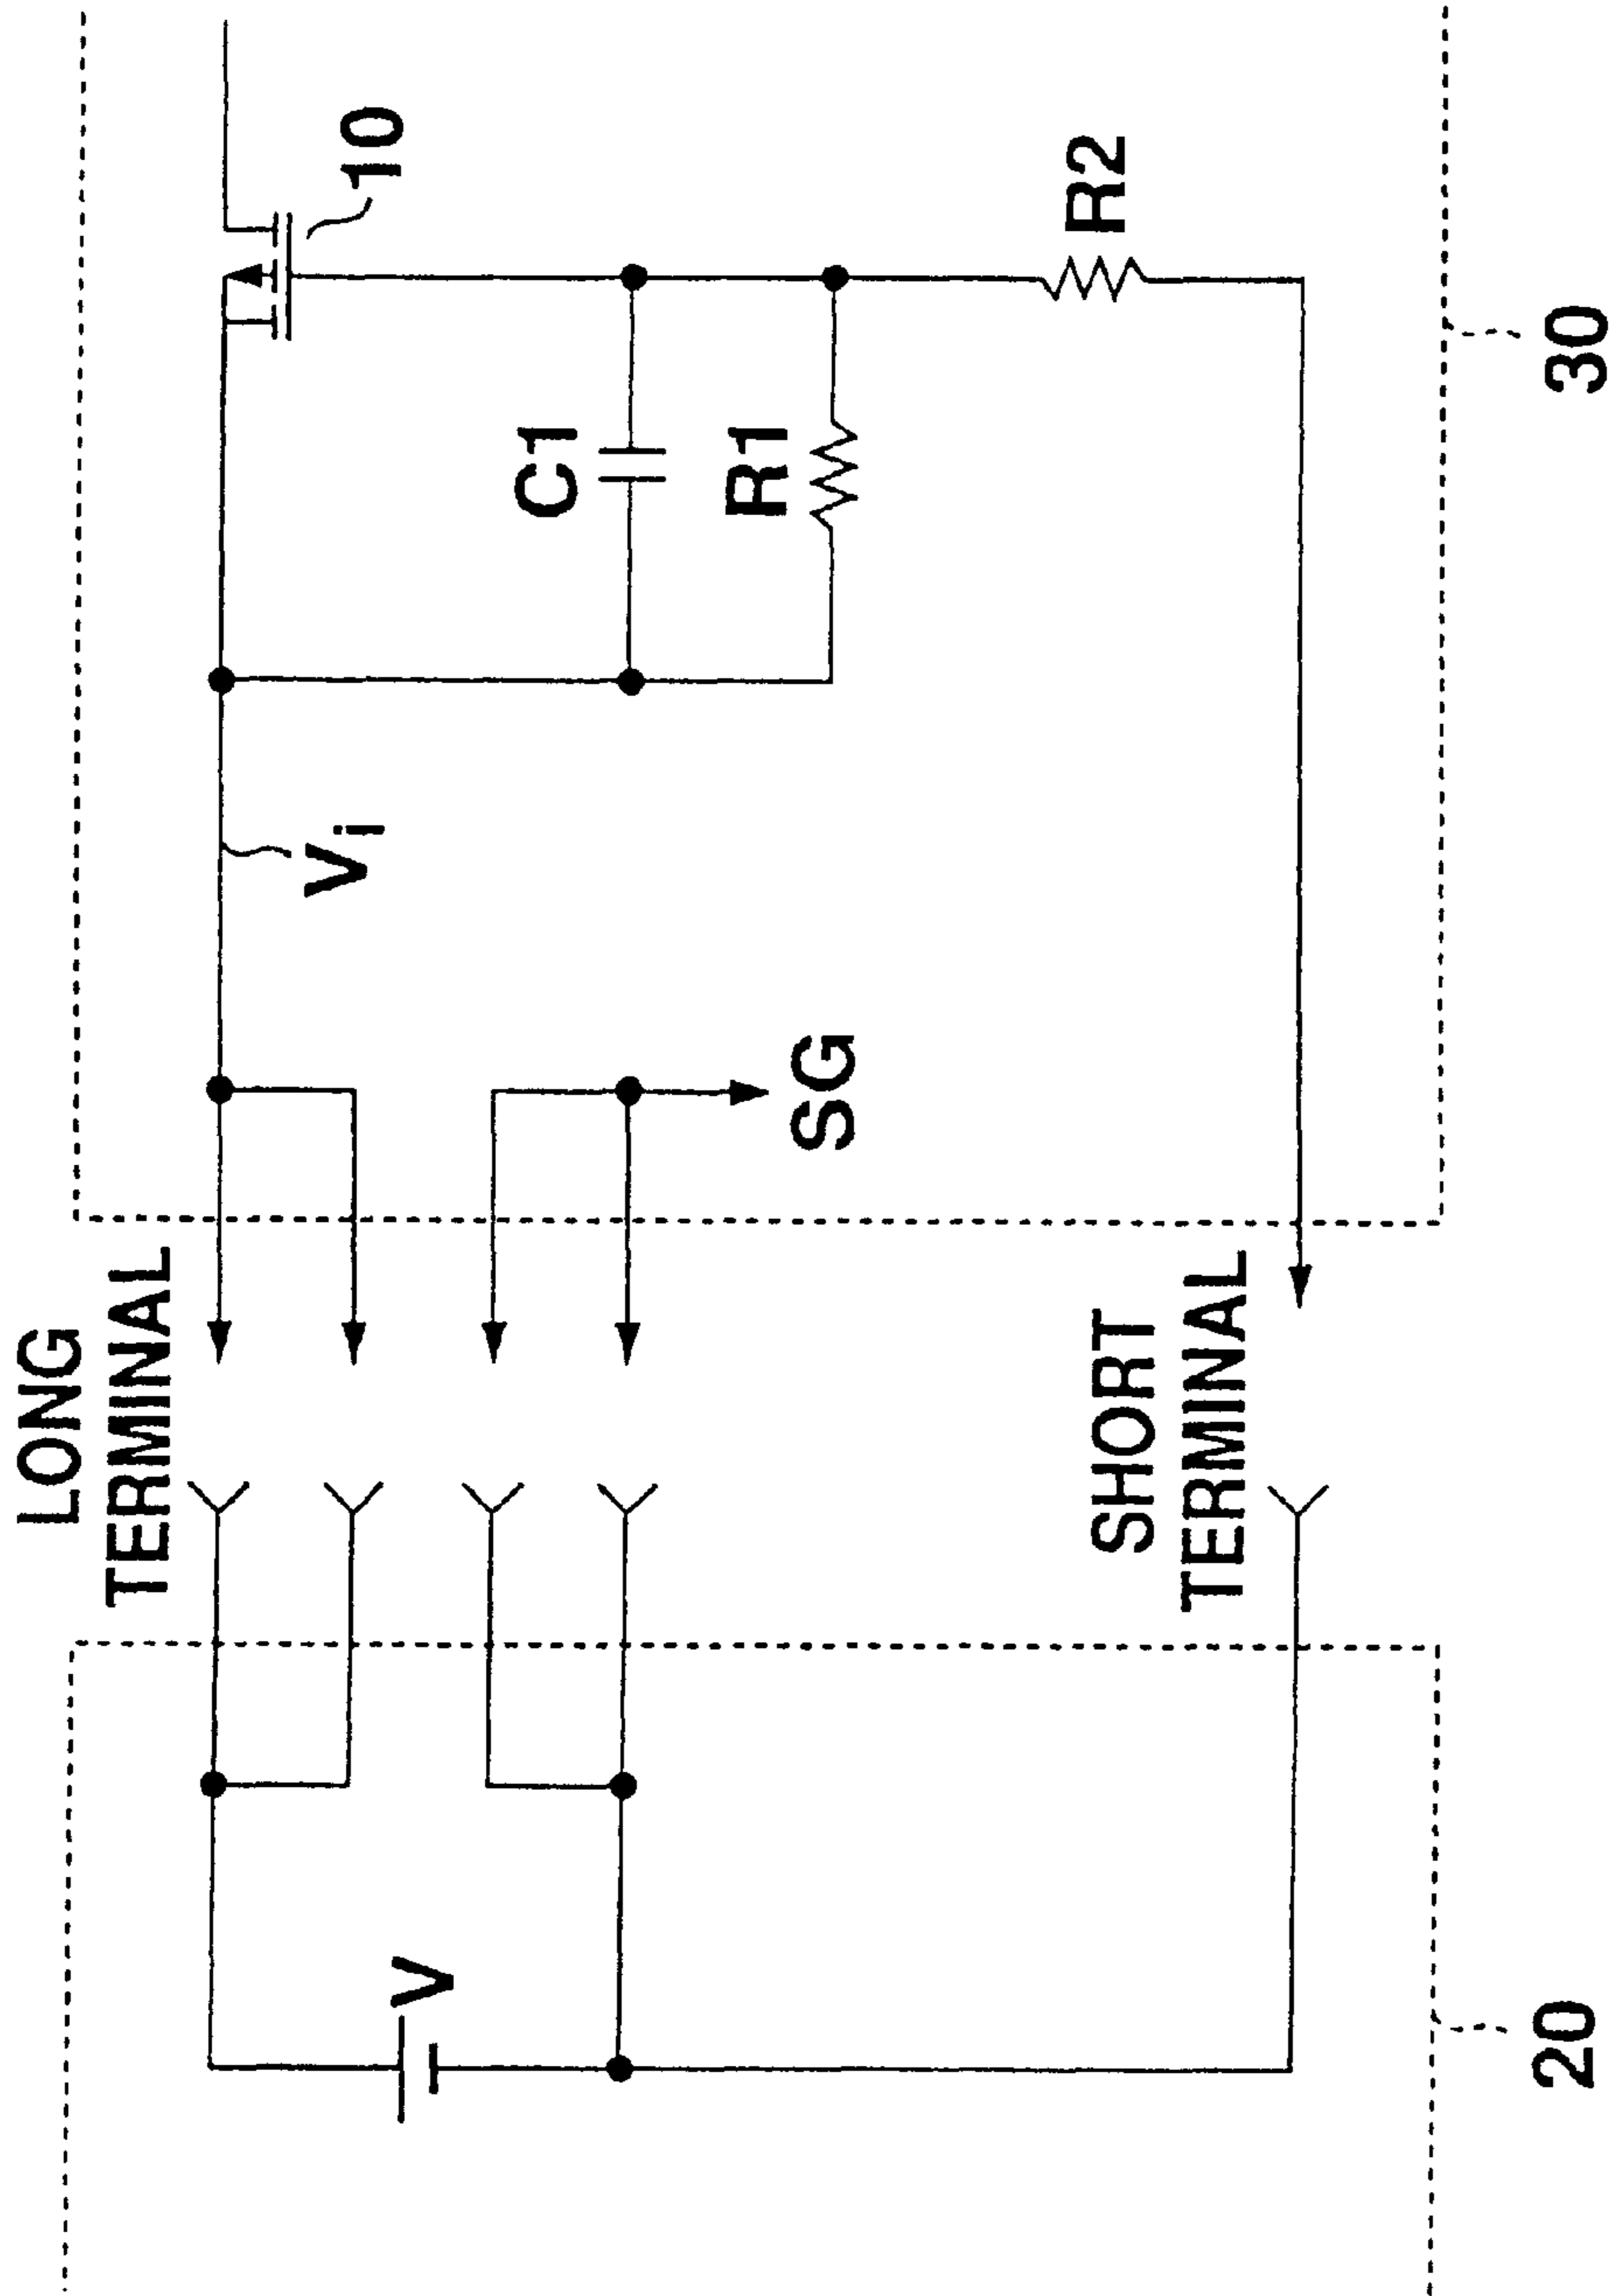 LONG
TERMINAL
SHORT
TERMINAL
V
20
SG
Vi
C1
R1
R2
10
30